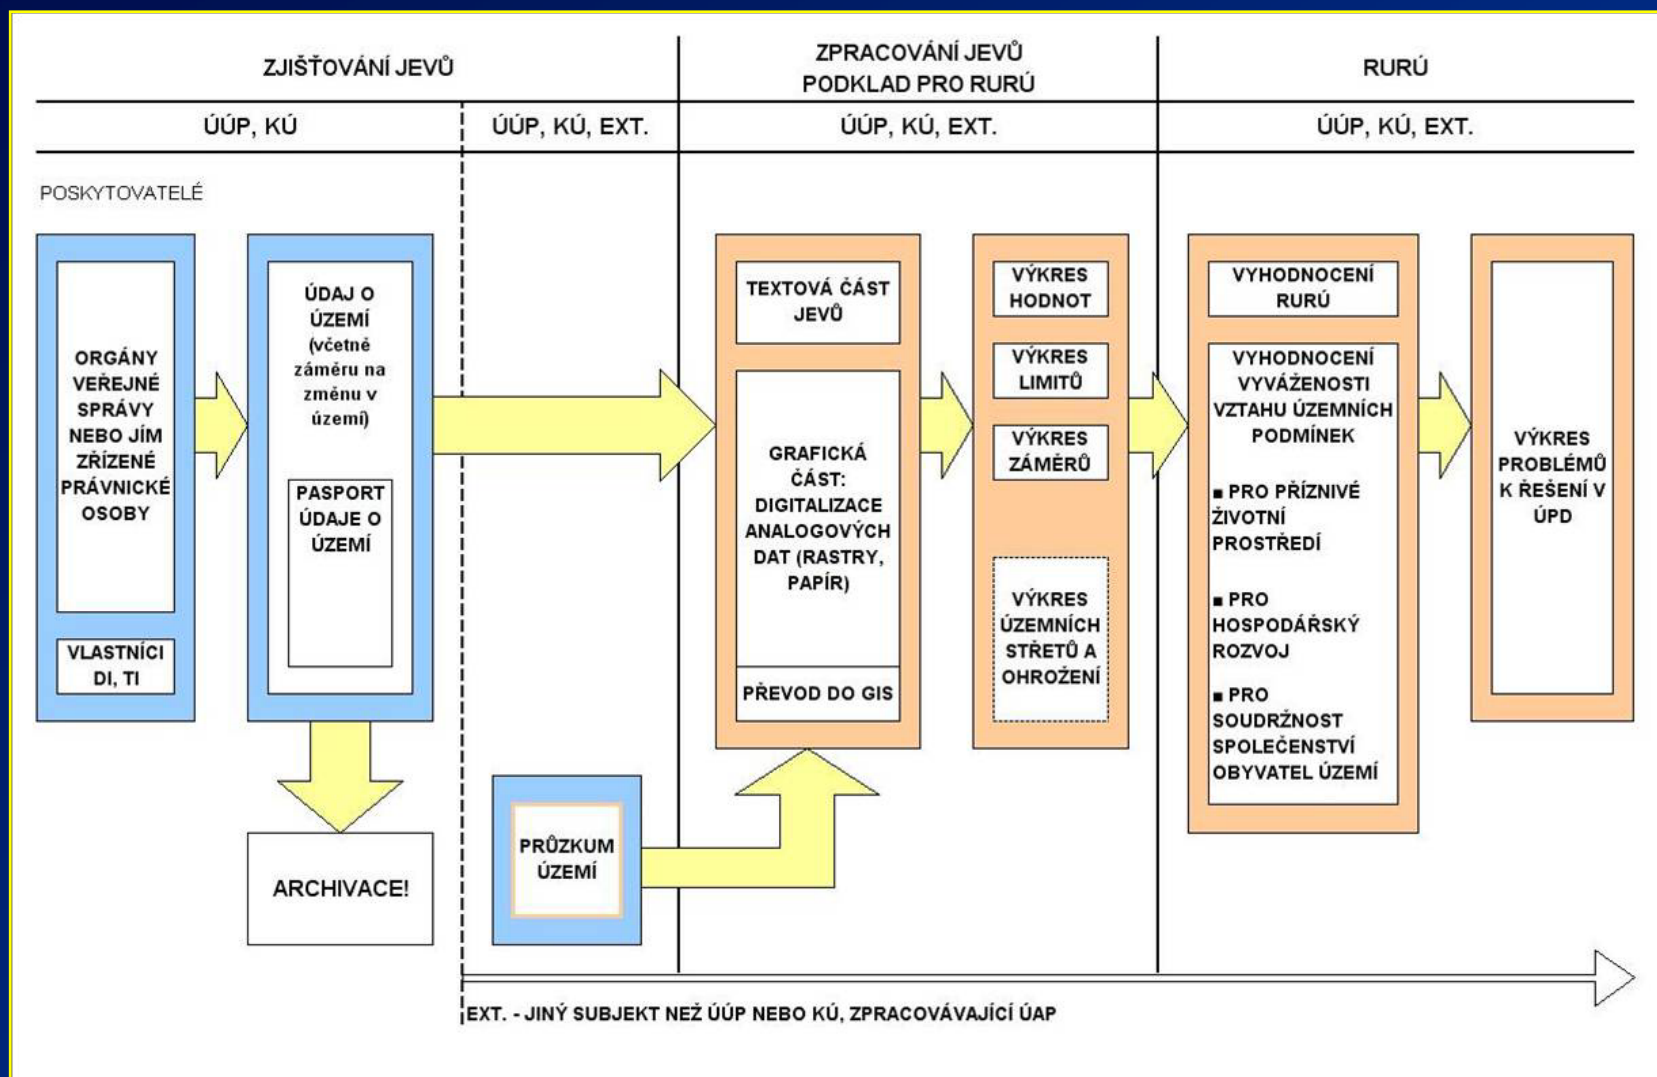 ZJIŠŤOVÁNÍ JEVŮ
ZPRACOVÁNÍ JEVŮ
PODKLAD PRO RURÚ
RURÚ
ÚÚP, KÚ
ÚÚP, KÚ, EXT.
ÚÚP, KÚ, EXT.
ÚÚP, KÚ, EXT.
POSKYTOVATELÉ
ORGÁNY
VEŘEJNÉ
SPRÁVY
NEBO JÍM
ZŘÍZENÉ
PRÁVNICKÉ
OSOBY
VLASTNÍCI
DI, TI
ÚDAJ O
ÚZEMÍ
(včetně
záměru na
změnu v
území)
PASPORT
ÚDAJE O
ÚZEMÍ
ARCHIVACE!
PRŮZKUM
ÚZEMÍ
TEXTOVÁ ČÁST
JEVŮ
GRAFICKÁ
ČÁST:
DIGITALIZACE
ANALOGOVÝCH
DAT (RASTRY,
PAPÍR)
PŘEVOD DO GIS
VÝKRES
HODNOT
VÝKRES
LIMITŮ
VÝKRES
ZÁMĚRŮ
VÝKRES
ÚZEMNÍCH
STŘETŮ A
OHROŽENÍ
VYHODNOCENÍ
RURÚ
VYHODNOCENÍ
VYVÁŽENOSTI
VZTAHU ÚZEMNÍCH
PODMÍNEK
■ PRO PŘÍZNIVÉ
ŽIVOTNÍ
PROSTŘEDÍ
■ PRO
HOSPODÁŘSKÝ
ROZVOJ
■ PRO
SOUDRŽNOST
SPOLEČENSTVÍ
OBYVATEL ÚZEMÍ
VÝKRES
PROBLÉMŮ
K ŘEŠENÍ V
ÚPD
EXT. - JINÝ SUBJEKT NEŽ ÚÚP NEBO KÚ, ZPRACOVÁVAJÍCÍ ÚAP